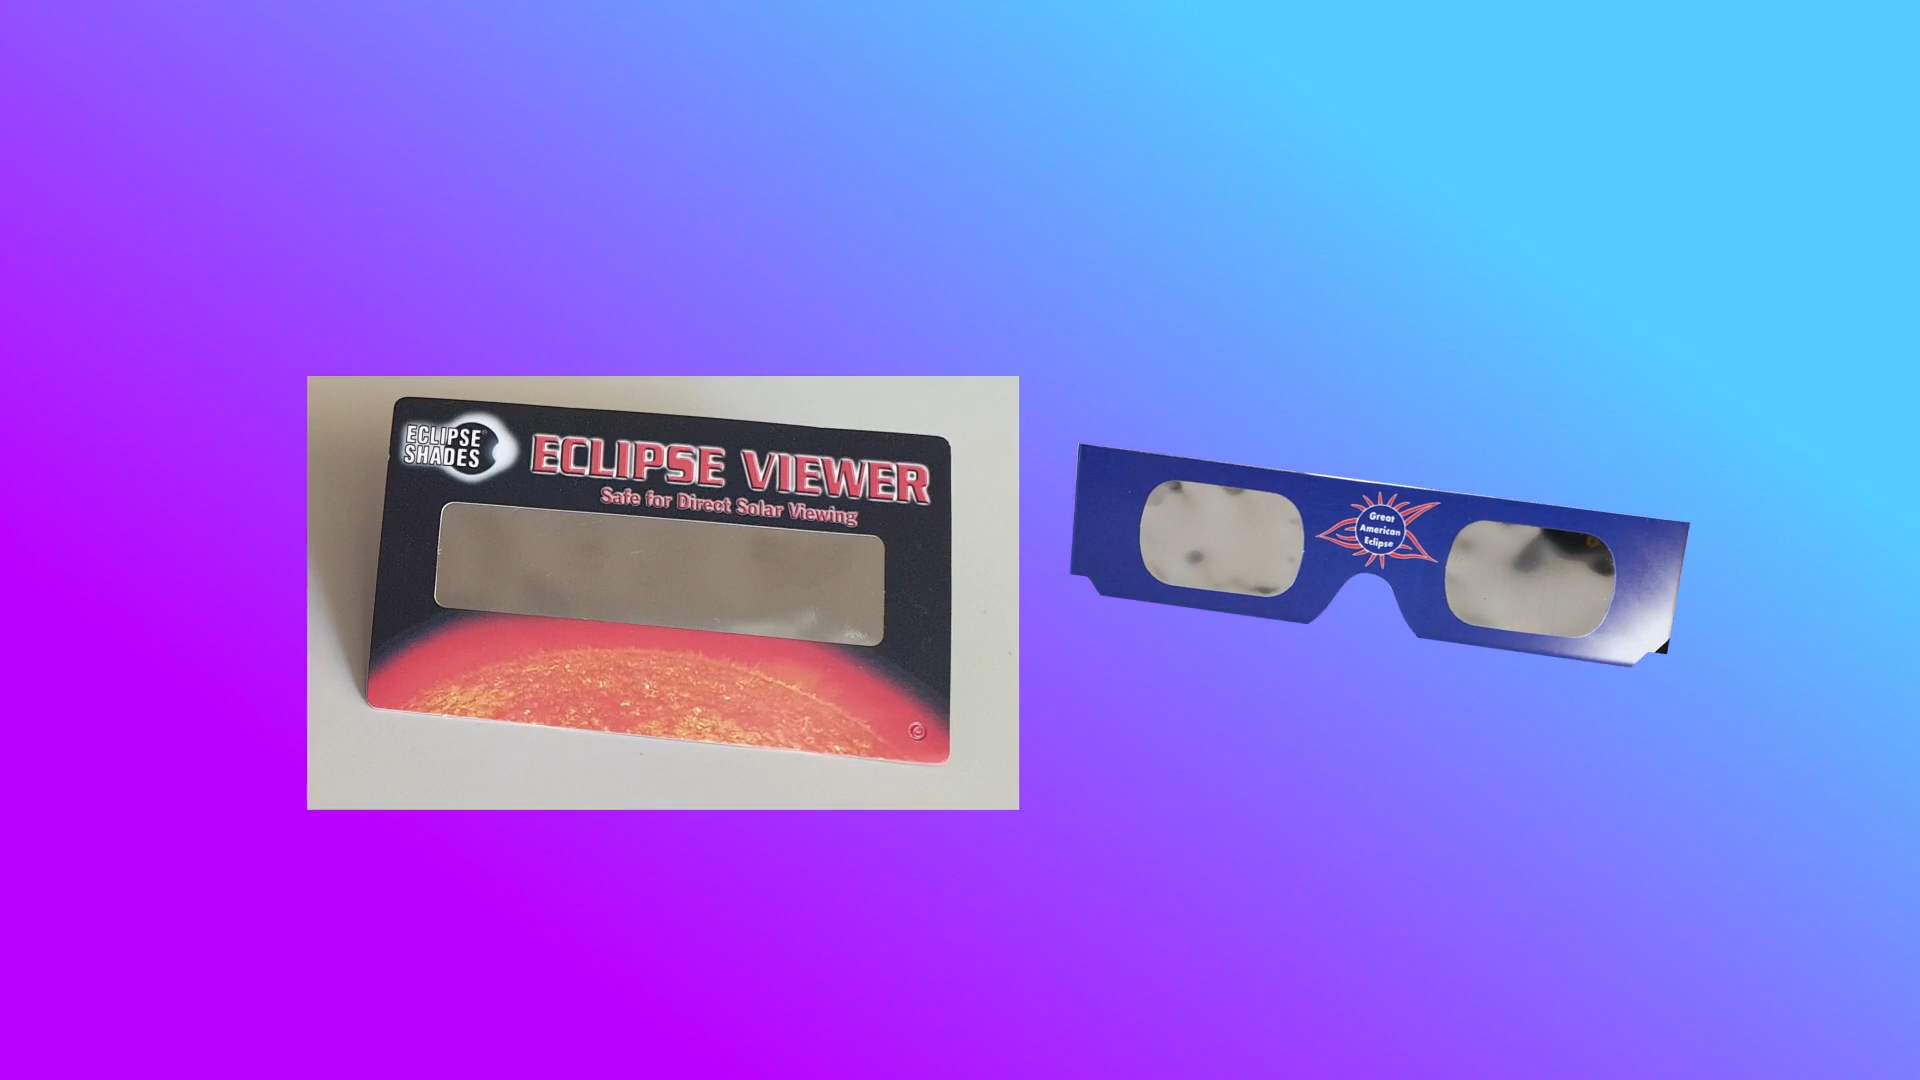 ECLIPSE
SHADES
ECLIPSE VIEWER
Safe for Direct Solar Viewing
Great
American
Eclipse